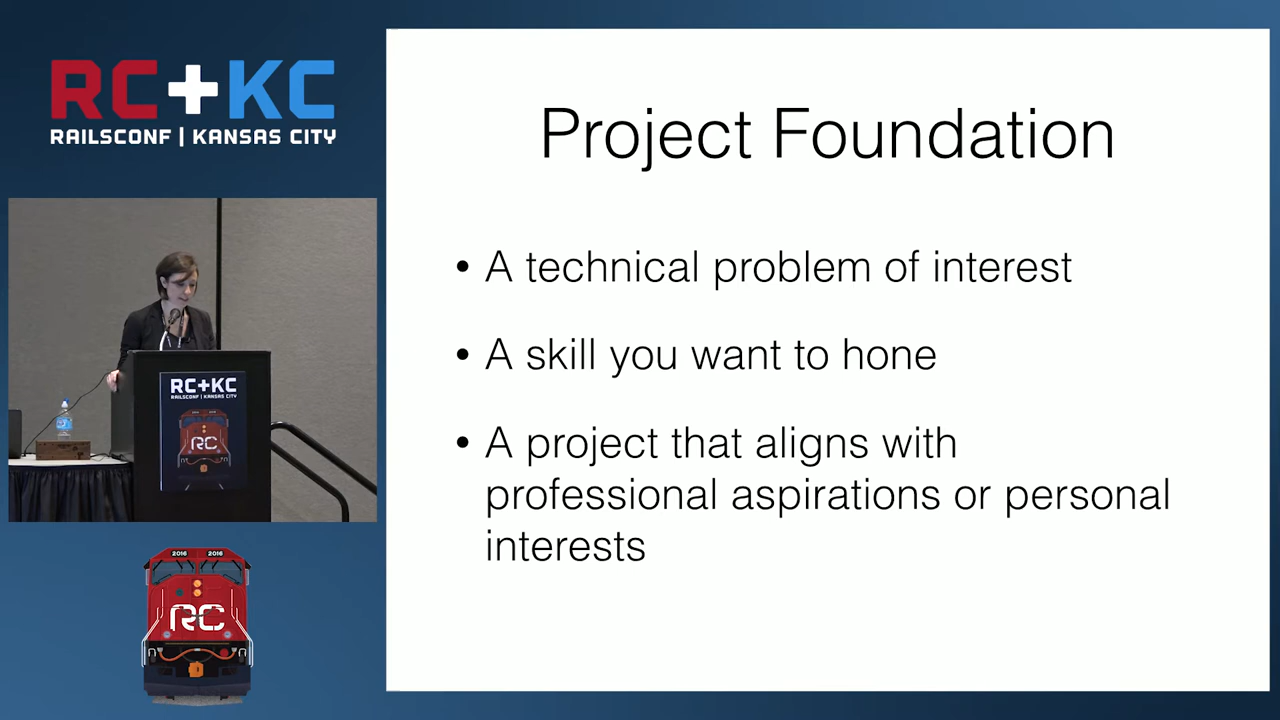 RC+KC
RAILSCONF | KANSAS CITY
Project Foundation
• A technical problem of interest
• A skill you want to hone
• A project that aligns with
professional aspirations or personal
interests
RC+KC
RAILSCONF | KANSAS CITY
RC
2016 2016
RC